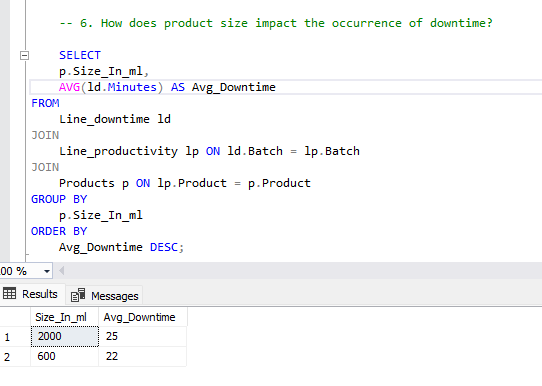 -- 6. How does product size impact the occurrence of downtime?
SELECT
p.Size_In_ml,
AVG(ld.Minutes) AS Avg_Downtime
FROM
Line_downtime ld
JOIN
Line_productivity lp ON ld.Batch = lp.Batch
JOIN
Products p ON lp.Product = p.Product
GROUP BY
p.Size_In_ml
ORDER BY
Avg_Downtime DESC;
00 %
Results Messages
Size_In_ml Avg_Downtime
1 2000 25
2 600 22